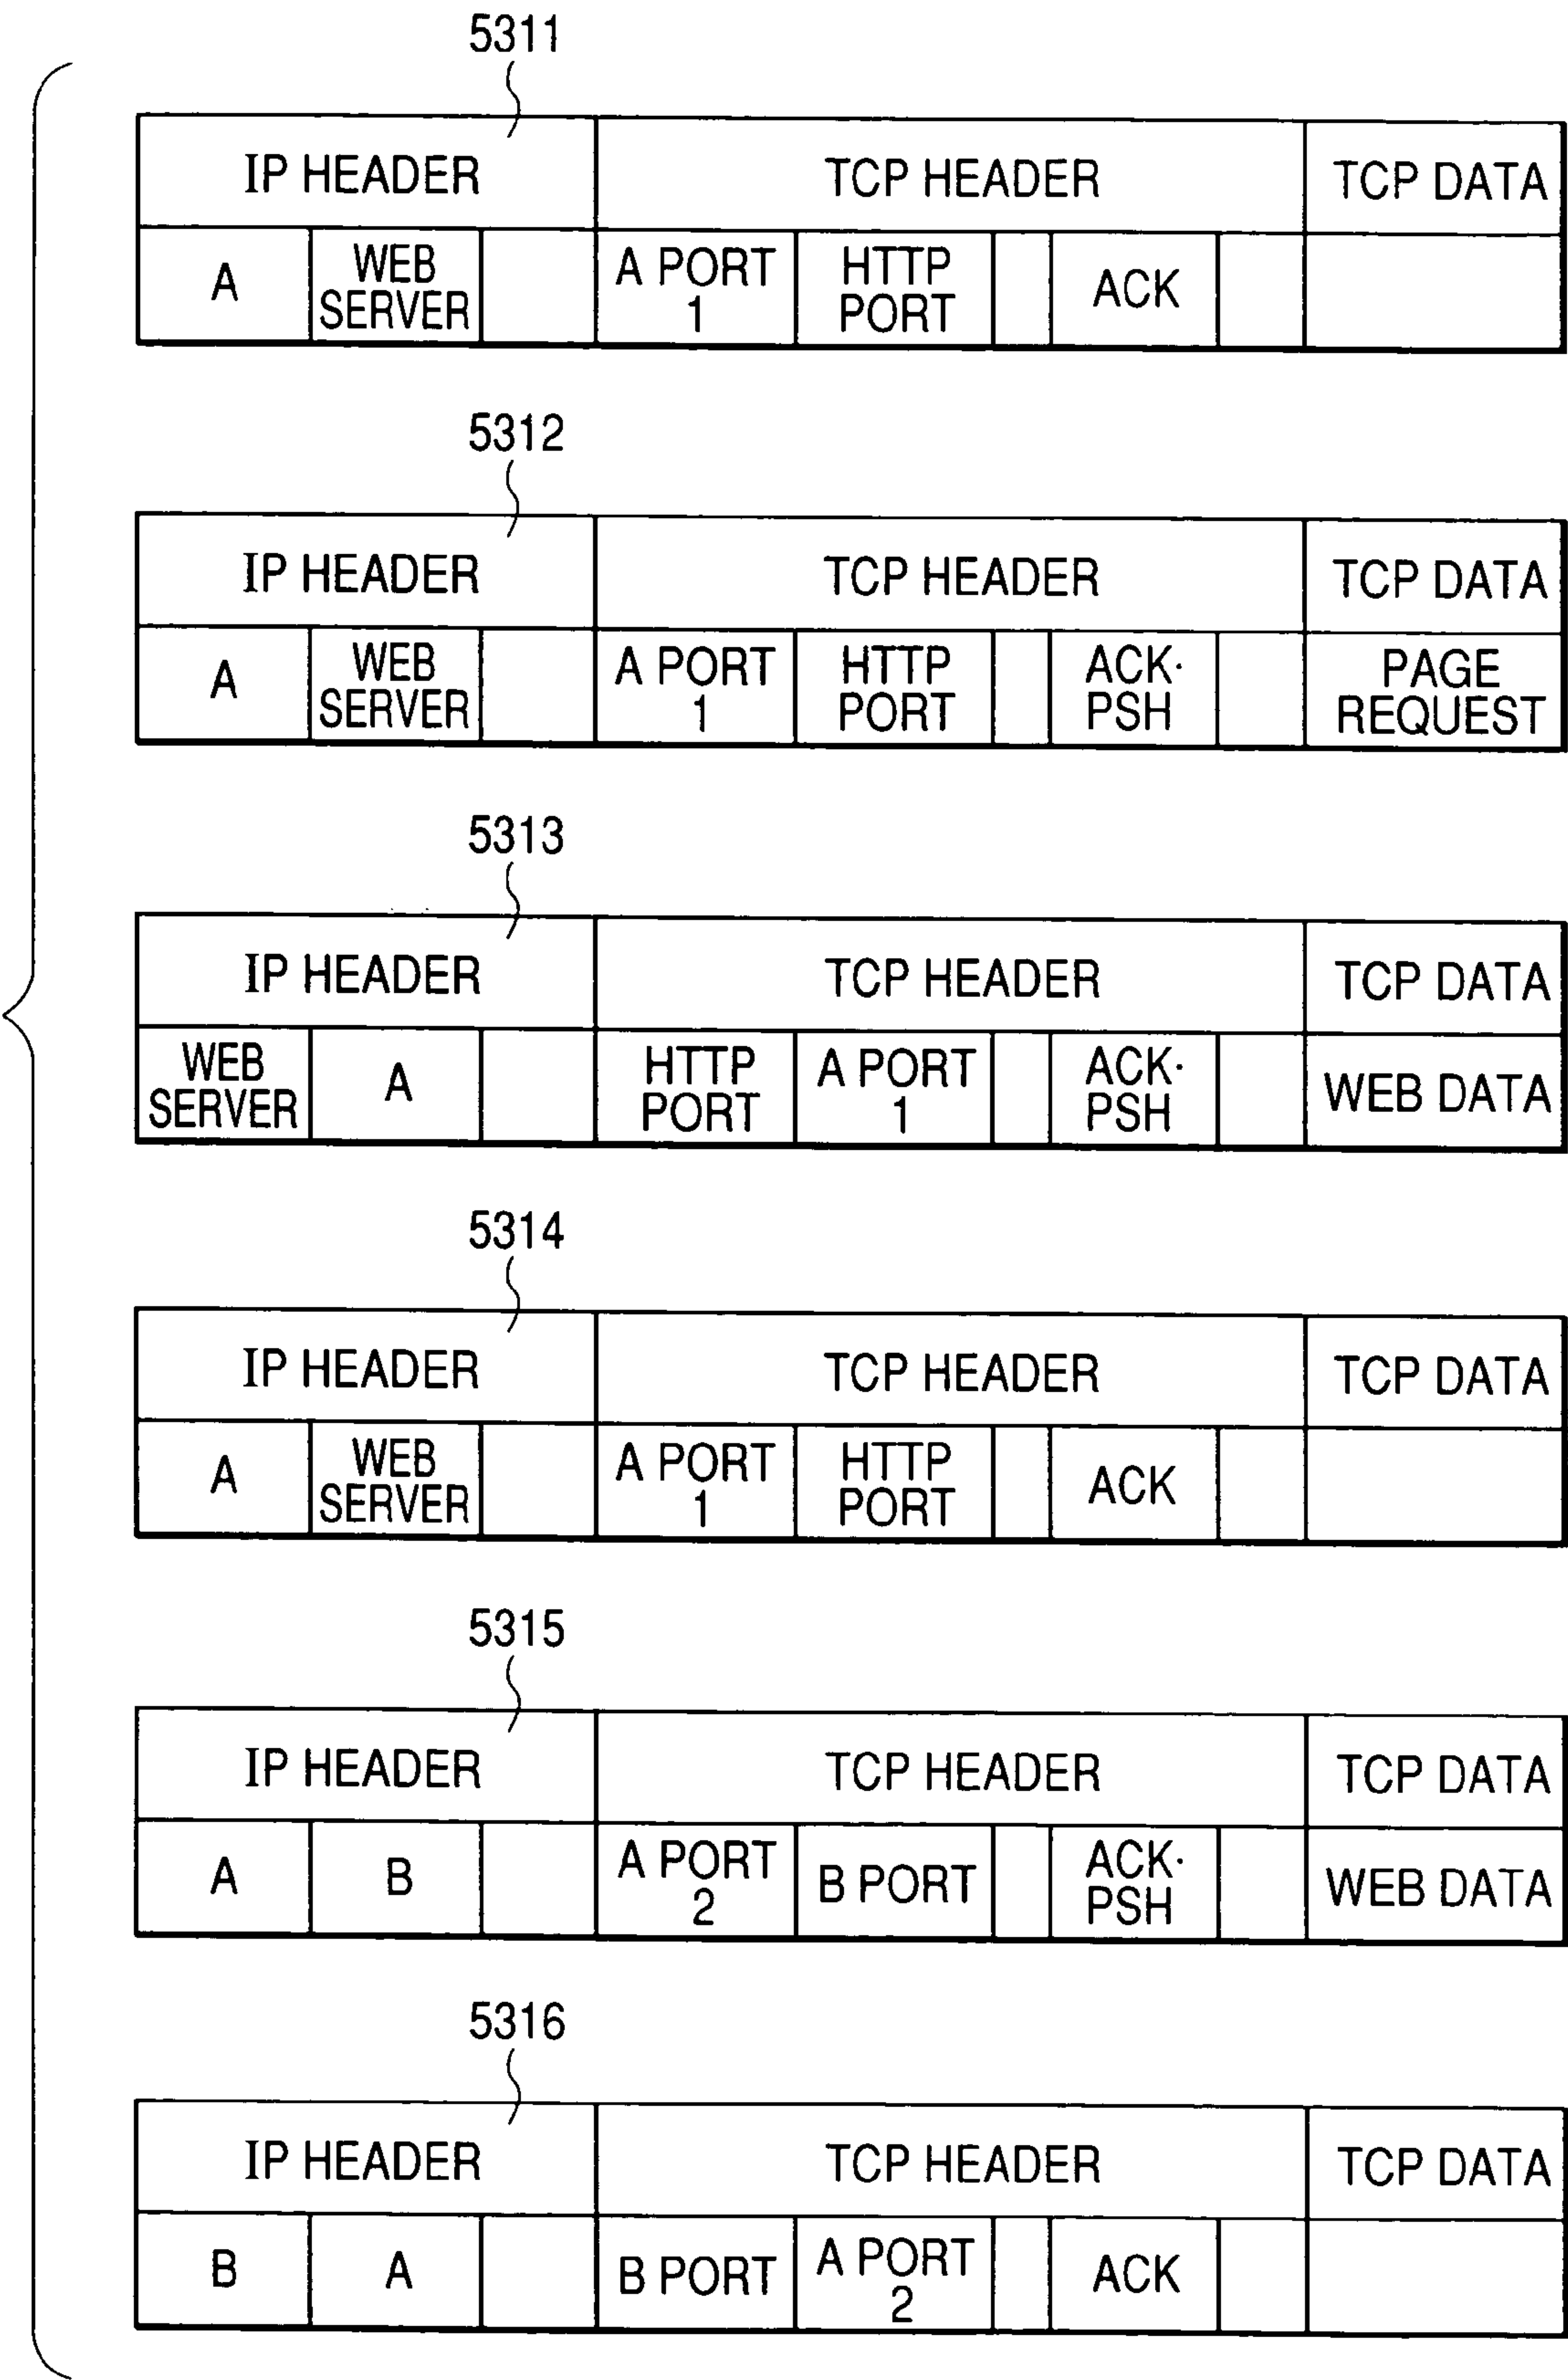 5311
IP HEADER TCP HEADER TCP DATA
A WEB SERVER A PORT 1 HTTP PORT ACK
5312
IP HEADER TCP HEADER TCP DATA
A WEB SERVER A PORT 1 HTTP PORT ACK· PSH PAGE REQUEST
5313
IP HEADER TCP HEADER TCP DATA
WEB SERVER A HTTP PORT A PORT 1 ACK· PSH WEB DATA
5314
IP HEADER TCP HEADER TCP DATA
A WEB SERVER A PORT 1 HTTP PORT ACK
5315
IP HEADER TCP HEADER TCP DATA
A B A PORT 2 B PORT ACK· PSH WEB DATA
5316
IP HEADER TCP HEADER TCP DATA
B A B PORT A PORT 2 ACK